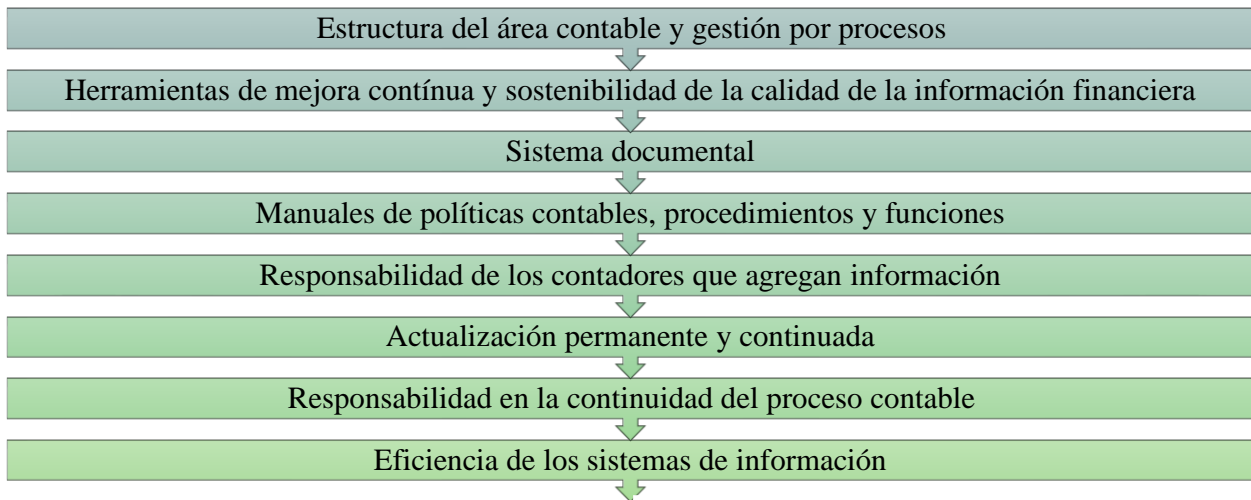 Estructura del área contable y gestión por procesos
Herramientas de mejora contínua y sostenibilidad de la calidad de la información financiera
Sistema documental
Manuales de políticas contables, procedimientos y funciones
Responsabilidad de los contadores que agregan información
Actualización permanente y continuada
Responsabilidad en la continuidad del proceso contable
Eficiencia de los sistemas de información